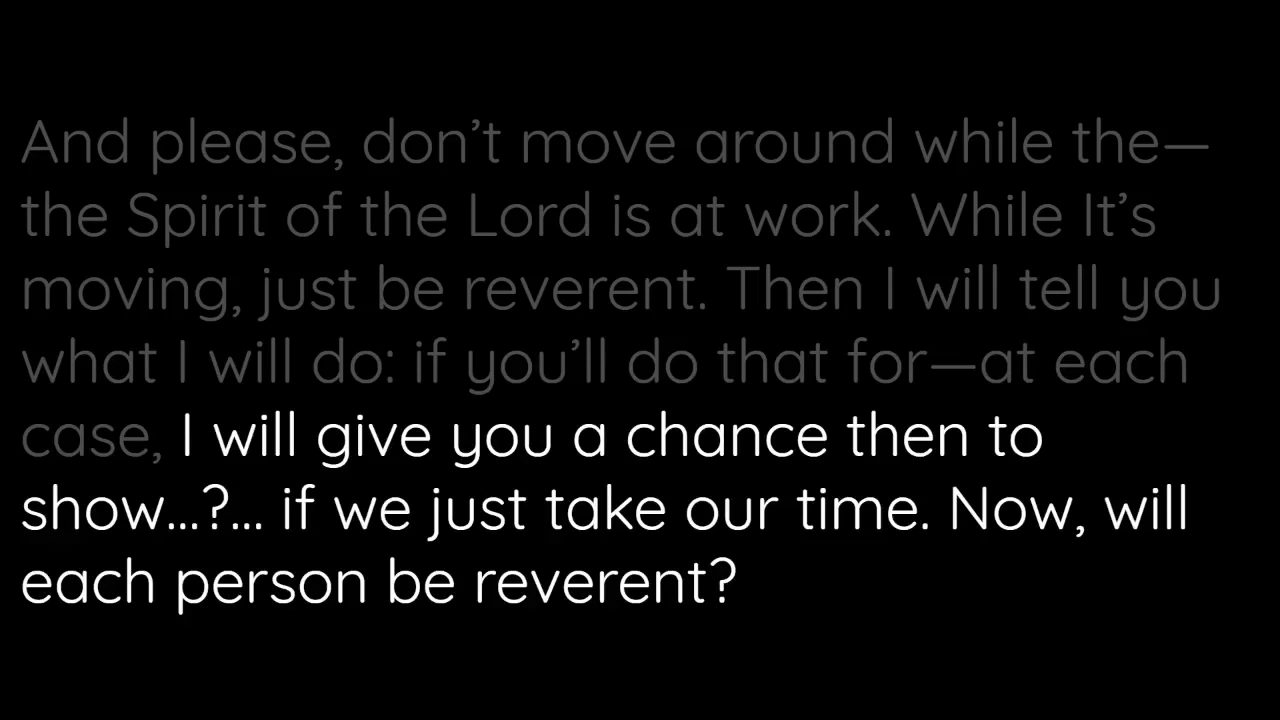 And please, don’t move around while the—
the Spirit of the Lord is at work. While It’s
moving, just be reverent. Then I will tell you
what I will do: if you’ll do that for—at each
case, I will give you a chance then to
show...?... if we just take our time. Now, will
each person be reverent?